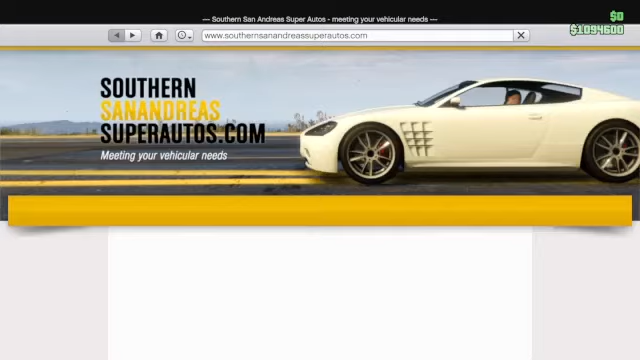 --- Southern San Andreas Super Autos - meeting your vehicular needs ---
$0
$1094600
www.southernsanandreassuperautos.com
SOUTHERN
SANANDREAS
SUPERAUTOS.COM
Meeting your vehicular needs